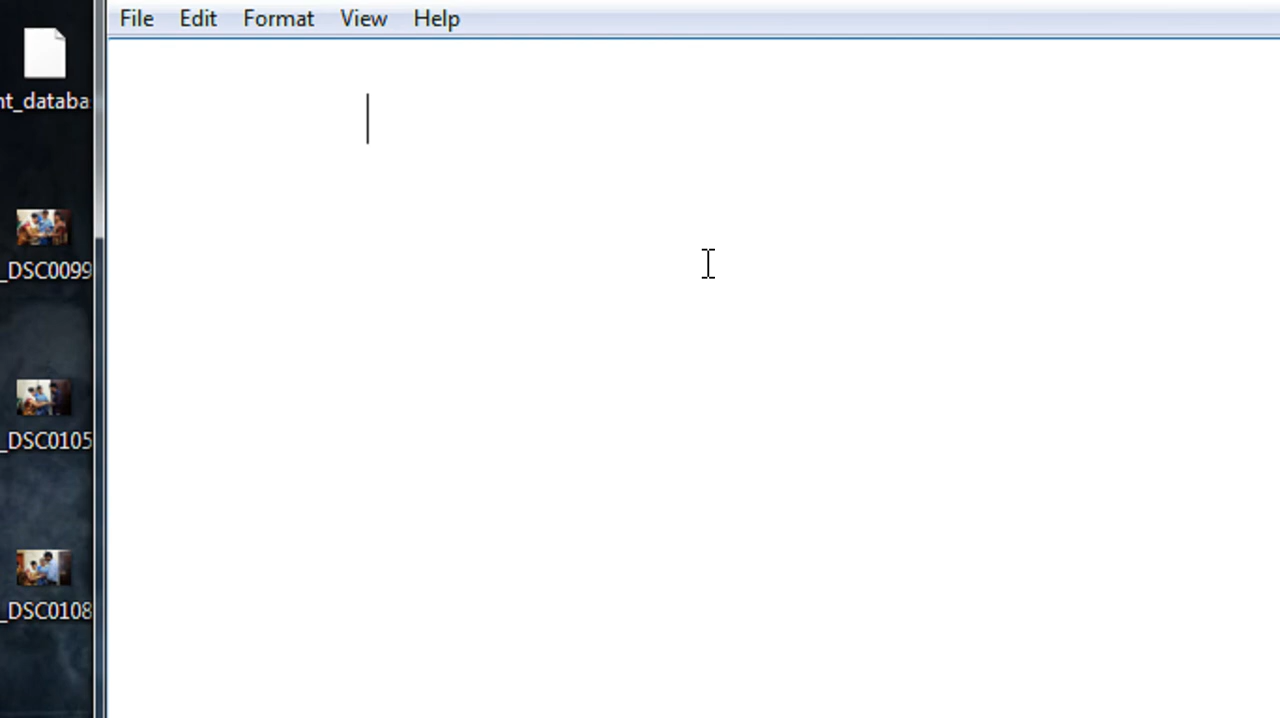 File Edit Format View Help
nt_databa
_DSC0099
_DSC0105
_DSC0108